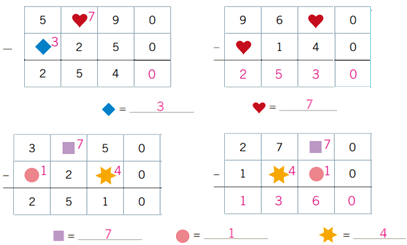 5 7 9 0
− 3 2 5 0
2 5 4 0
= 3
9 6 0
- 1 4 0
2 5 3 0
= 7
3 7 5 0
- 1 2 4 0
2 5 1 0
2 7 7 0
- 1 4 1 0
1 3 6 0
= 7 = 1 = 4